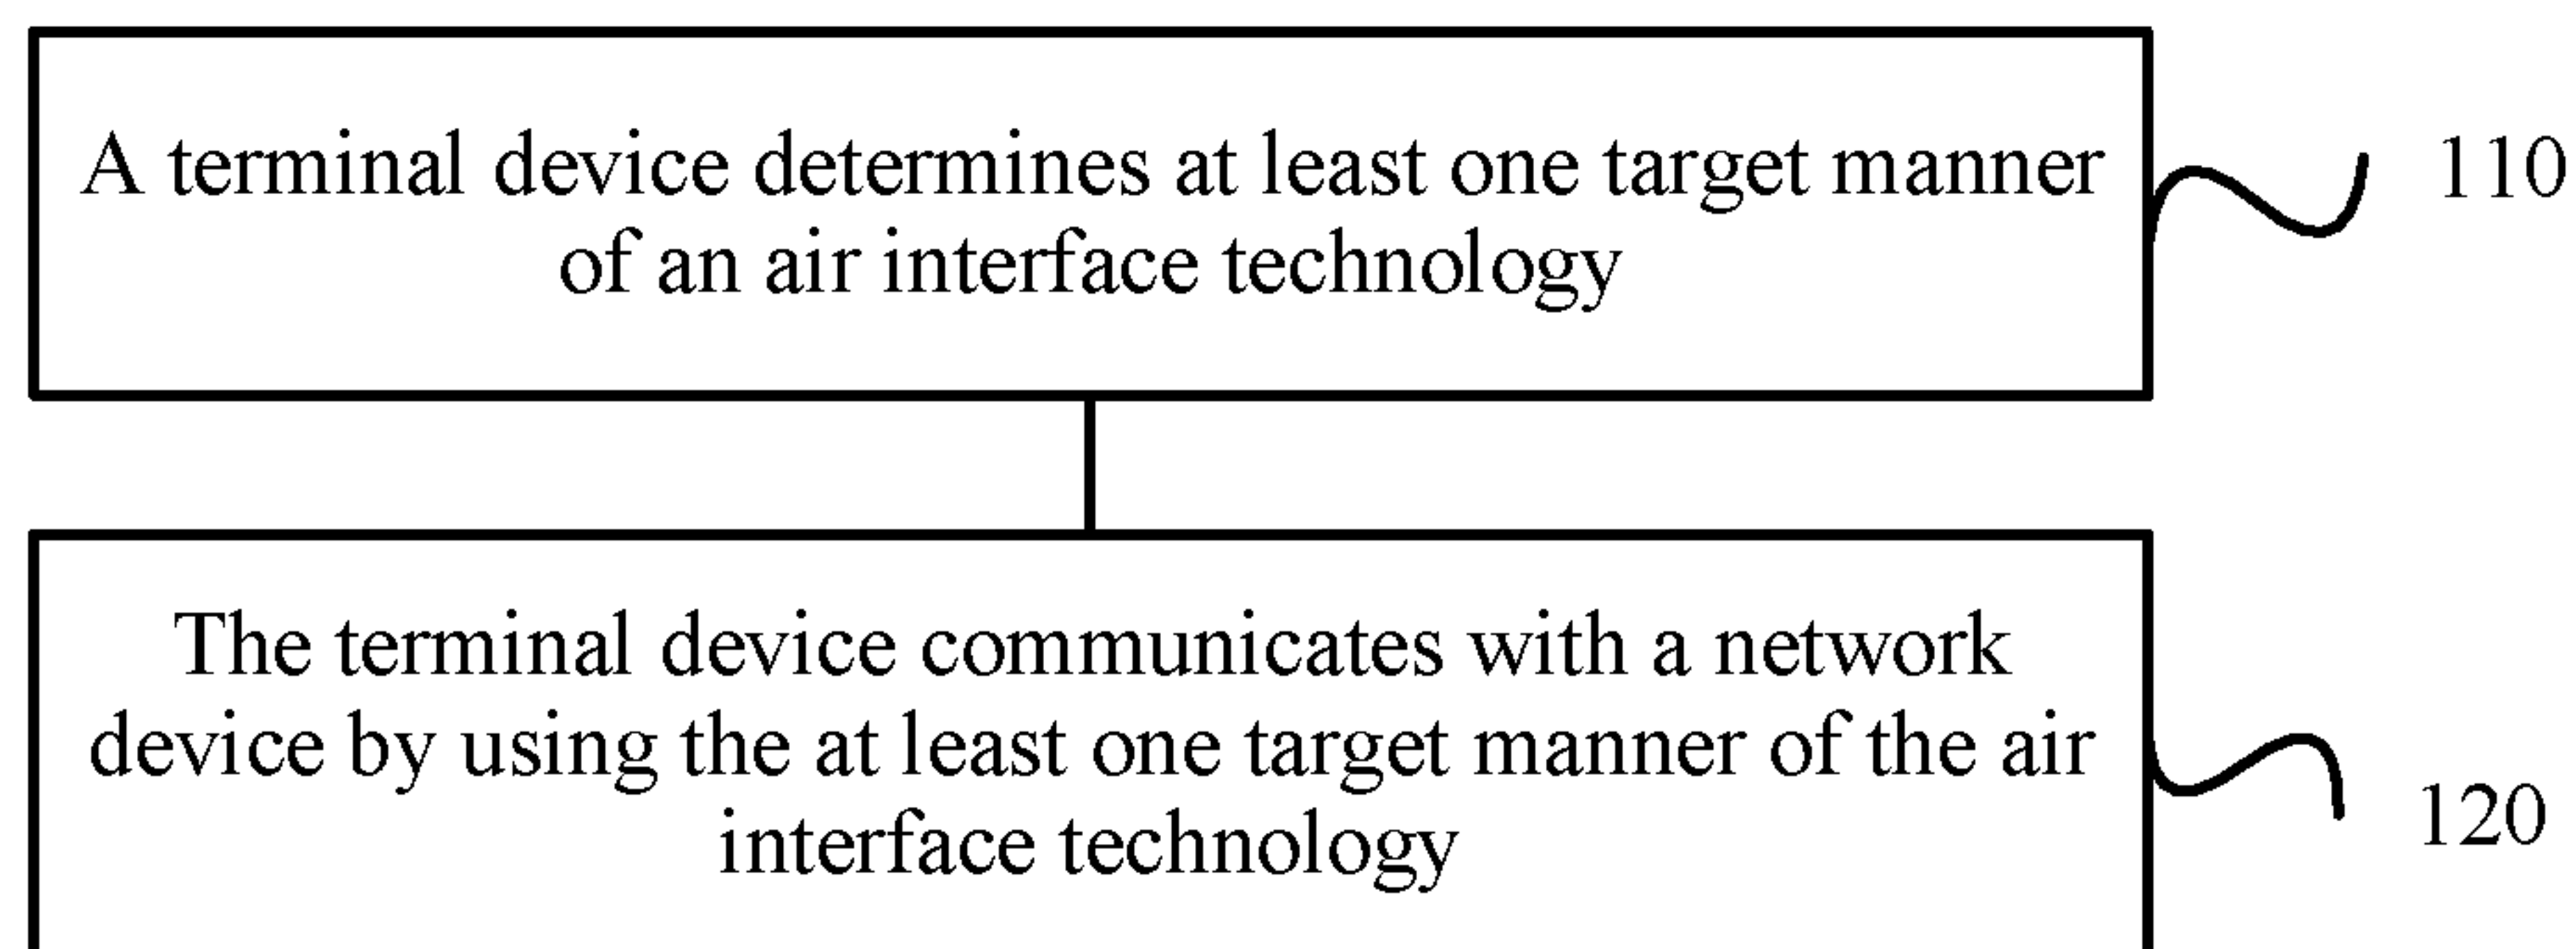 A terminal device determines at least one target manner
of an air interface technology
110
The terminal device communicates with a network
device by using the at least one target manner of the air
interface technology
120